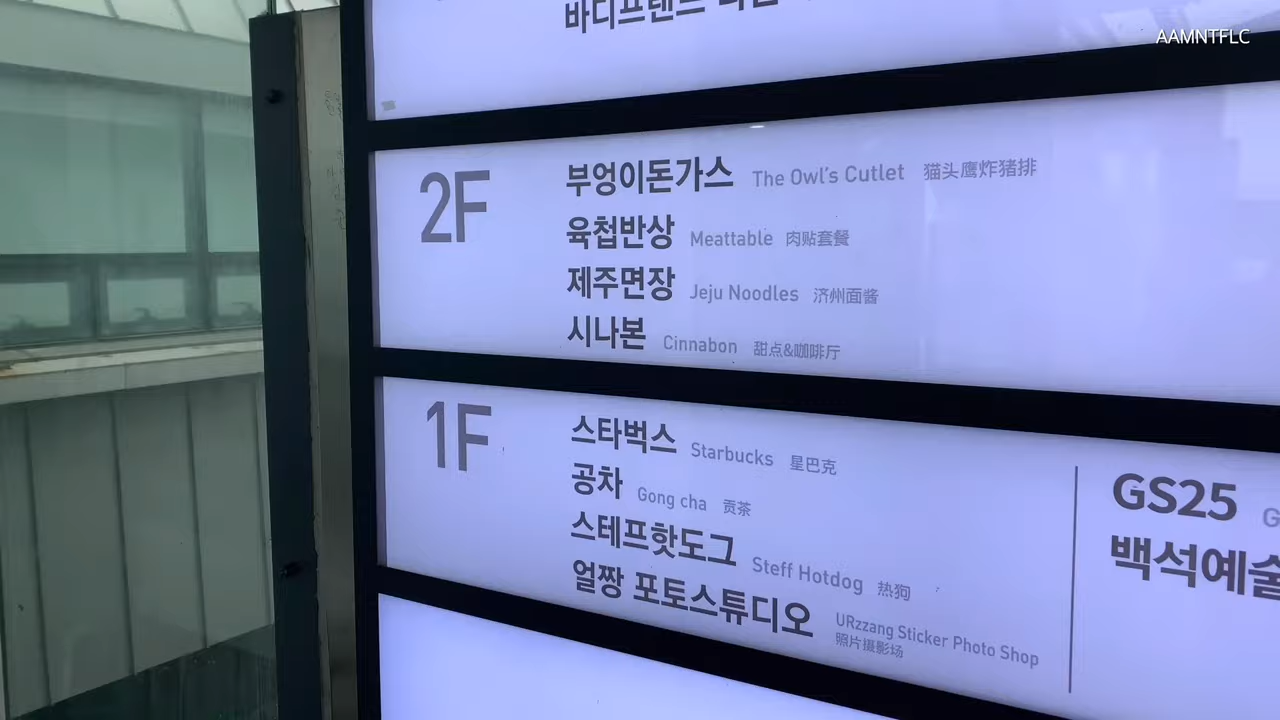 AAMNTFLC
2F
부엉이돈가스 The Owl's Cutlet 猫头鹰炸猪排
육첩반상 Meattable 肉贴套餐
제주면장 Jeju Noodles 济州面酱
시나본 Cinnabon 甜点&咖啡厅
1F
스타벅스 Starbucks 星巴克
공차 Gong cha 贡茶
스테프핫도그 Steff Hotdog 热狗
얼짱 포토스튜디오 URzzang Sticker Photo Shop
照片摄影场
GS25